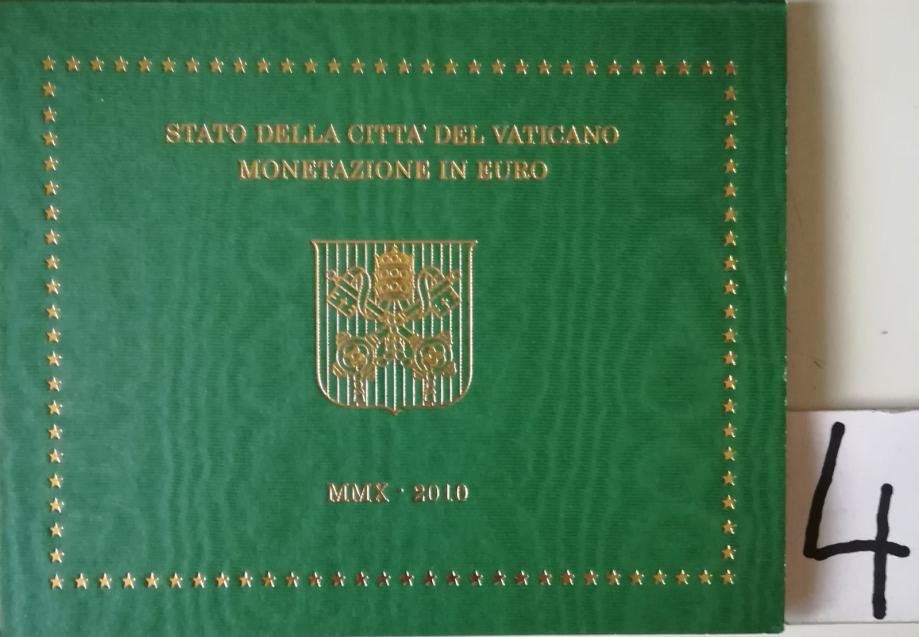 STATO DELLA CITTA' DEL VATICANO
MONETAZIONE IN EURO
MMX · 2010
4